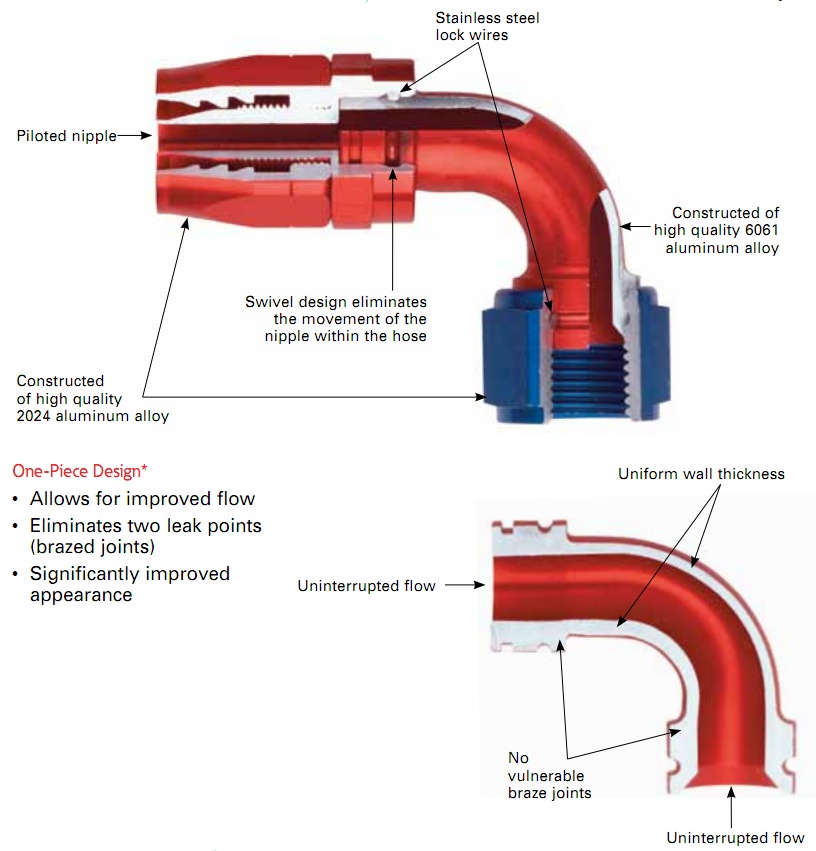 Stainless steel
lock wires
Piloted nipple
Constructed of
high quality 6061
aluminum alloy
Swivel design eliminates
the movement of the
nipple within the hose
Constructed
of high quality
2024 aluminum alloy
One-Piece Design*
• Allows for improved flow
• Eliminates two leak points
(brazed joints)
• Significantly improved
appearance
Uniform wall thickness
Uninterrupted flow
No
vulnerable
braze joints
Uninterrupted flow